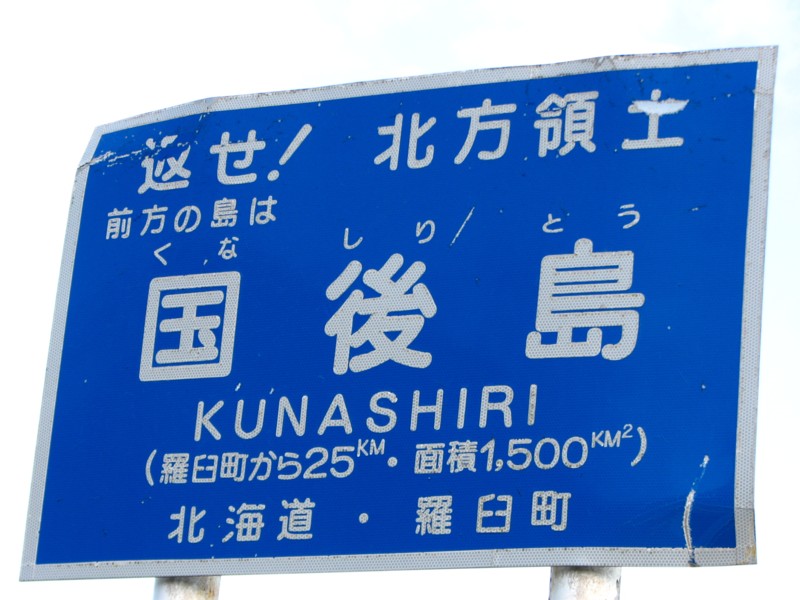 返せ！ 北方領土
前方の島は
くなしりとう
国後島
KUNASHIRI
(羅臼町から25KM・面積1,500KM²)
北海道・羅臼町